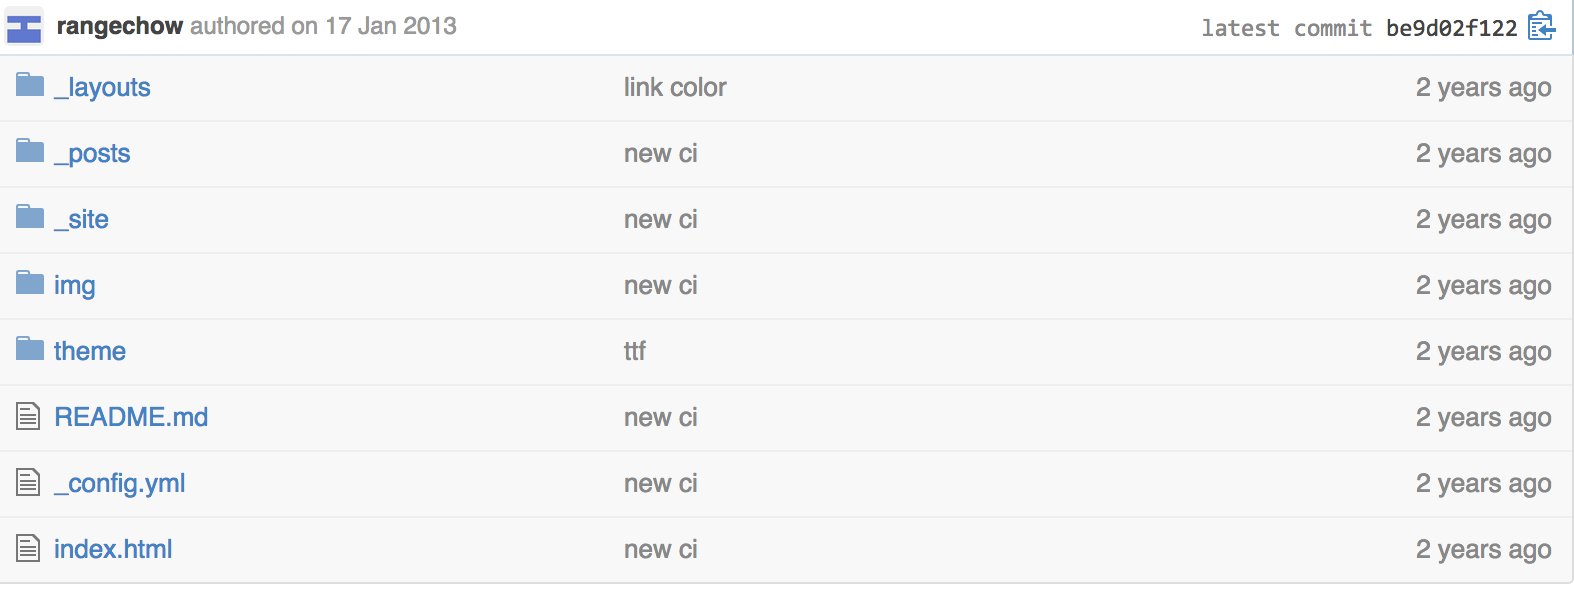 rangechow authored on 17 Jan 2013 latest commit be9d02f122
_layouts link color 2 years ago
_posts new ci 2 years ago
_site new ci 2 years ago
img new ci 2 years ago
theme ttf 2 years ago
README.md new ci 2 years ago
_config.yml new ci 2 years ago
index.html new ci 2 years ago